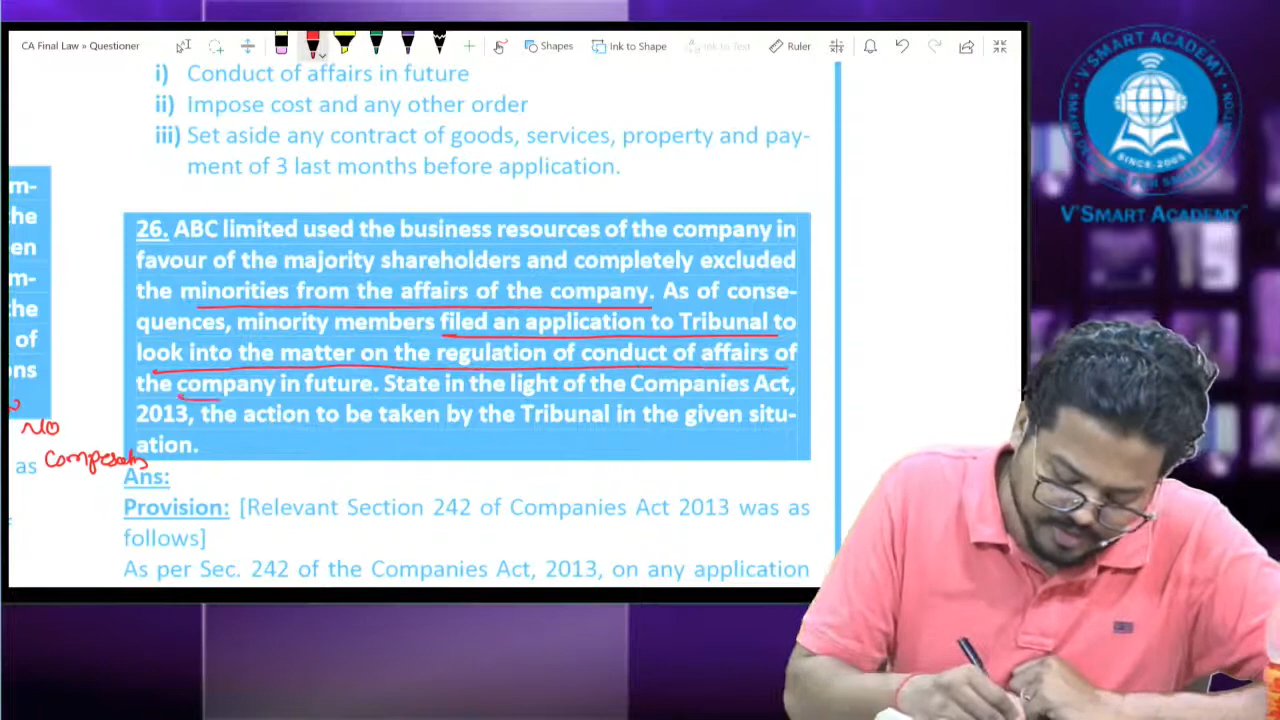 CA Final Law » Questioner
Shapes
Ink to Shape
Ink to Text
Ruler
i) Conduct of affairs in future
ii) Impose cost and any other order
iii) Set aside any contract of goods, services, property and pay-
ment of 3 last months before application.
m-
the
en
m-
the
of
ons
No
as
26. ABC limited used the business resources of the company in
favour of the majority shareholders and completely excluded
the minorities from the affairs of the company. As of conse-
quences, minority members filed an application to Tribunal to
look into the matter on the regulation of conduct of affairs of
the company in future. State in the light of the Companies Act,
2013, the action to be taken by the Tribunal in the given situ-
ation.
Ans:
Provision: [Relevant Section 242 of Companies Act 2013 was as
follows]
As per Sec. 242 of the Companies Act, 2013, on any application
SINCE-2008
V'SMART ACADEMY